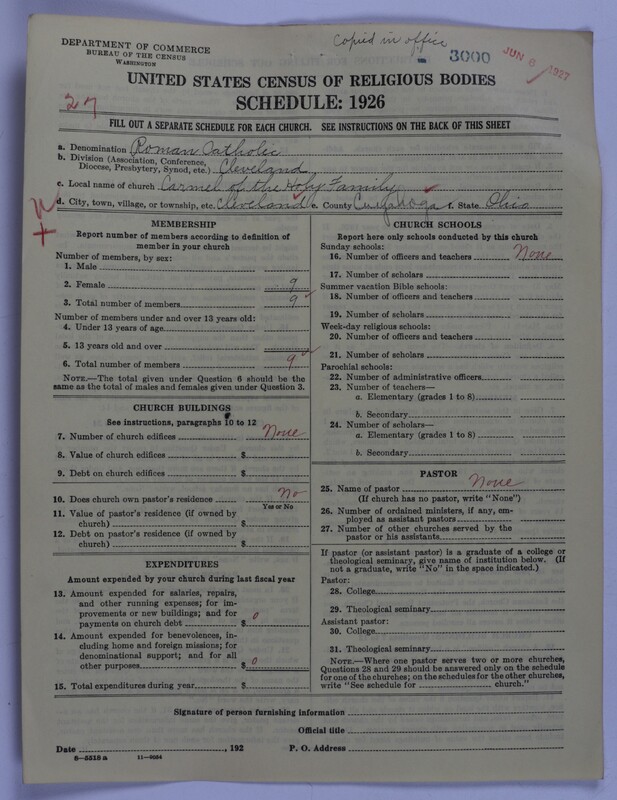 Copied in office
DEPARTMENT OF COMMERCE
BUREAU OF THE CENSUS
WASHINGTON
3000
JUN 6 1927
UNITED STATES CENSUS OF RELIGIOUS BODIES
27
SCHEDULE: 1926
FILL OUT A SEPARATE SCHEDULE FOR EACH CHURCH. SEE INSTRUCTIONS ON THE BACK OF THIS SHEET
a. Denomination Roman Catholic
b. Division (Association, Conference,
Diocese, Presbytery, Synod, etc.) Cleveland
c. Local name of church Carmel of the Holy Family
d. City, town, village, or township, etc. Cleveland e. County Cuyahoga f. State Ohio
MEMBERSHIP
Report number of members according to definition of
member in your church
Number of members, by sex:
1. Male
2. Female 9
3. Total number of members 9
Number of members under and over 13 years old:
4. Under 13 years of age
5. 13 years old and over
6. Total number of members 9
NOTE.—The total given under Question 6 should be the
same as the total of males and females given under Question 3.
CHURCH BUILDINGS
See instructions, paragraphs 10 to 12
7. Number of church edifices None
8. Value of church edifices $
9. Debt on church edifices $
10. Does church own pastor's residence No
Yes or No
11. Value of pastor's residence (if owned by
church) $
12. Debt on pastor's residence (if owned by
church) $
EXPENDITURES
Amount expended by your church during last fiscal year
13. Amount expended for salaries, repairs,
and other running expenses; for im-
provements or new buildings; and for
payments on church debt $ 0
14. Amount expended for benevolences, in-
cluding home and foreign missions; for
denominational support; and for all
other purposes $ 0
15. Total expenditures during year $
CHURCH SCHOOLS
Report here only schools conducted by this church
Sunday schools:
16. Number of officers and teachers None
17. Number of scholars
Summer vacation Bible schools:
18. Number of officers and teachers
19. Number of scholars
Week-day religious schools:
20. Number of officers and teachers
21. Number of scholars
Parochial schools:
22. Number of administrative officers
23. Number of teachers—
a. Elementary (grades 1 to 8)
b. Secondary
24. Number of scholars—
a. Elementary (grades 1 to 8)
b. Secondary
PASTOR
25. Name of pastor None
(If church has no pastor, write "None")
26. Number of ordained ministers, if any, em-
ployed as assistant pastors
27. Number of other churches served by the
pastor or his assistants
If pastor (or assistant pastor) is a graduate of a college or
theological seminary, give name of institution below. (If
not a graduate, write "No" in the space indicated.)
Pastor:
28. College
29. Theological seminary
Assistant pastor:
30. College
31. Theological seminary
NOTE.—Where one pastor serves two or more churches,
Questions 28 and 29 should be answered only on the schedule
for one of the churches; on the schedules for the other churches,
write "See schedule for church."
Signature of person furnishing information
Official title
Date , 192 P. O. Address
8-5518 a 11-9034